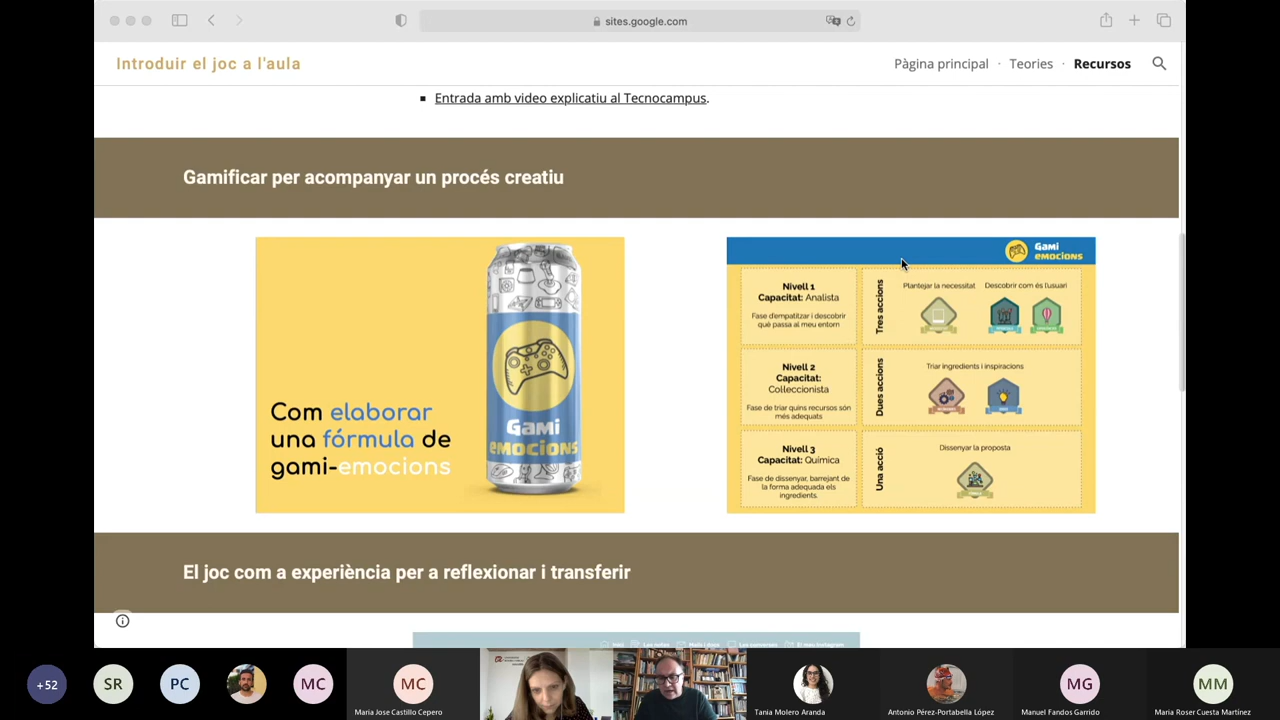 sites.google.com
Introduir el joc a l'aula
Pàgina principal · Teories · Recursos
Entrada amb video explicatiu al Tecnocampus.
Gamificar per acompanyar un procés creatiu
Com elaborar
una fórmula de
gami-emocions
Gami
emocions
Gami
emocions
Nivell 1
Capacitat: Analista
Fase d'empatitzar i descobrir
què passa al meu entorn
Tres accions
Plantejar la necessitat
Descobrir com és l'usuari
Nivell 2
Capacitat:
Col·leccionista
Fase de triar quins recursos són
més adequats
Dues accions
Triar ingredients i inspiracions
Nivell 3
Capacitat: Química
Fase de dissenyar, barrejant de
la forma adequada els
ingredients.
Una acció
Dissenyar la proposta
El joc com a experiència per a reflexionar i transferir
+52
SR
PC
MC
MC
Maria Jose Castillo Cepero
Tania Molero Aranda
Antonio Pérez-Portabella López
MG
Manuel Fandos Garrido
MM
Maria Roser Cuesta Martínez